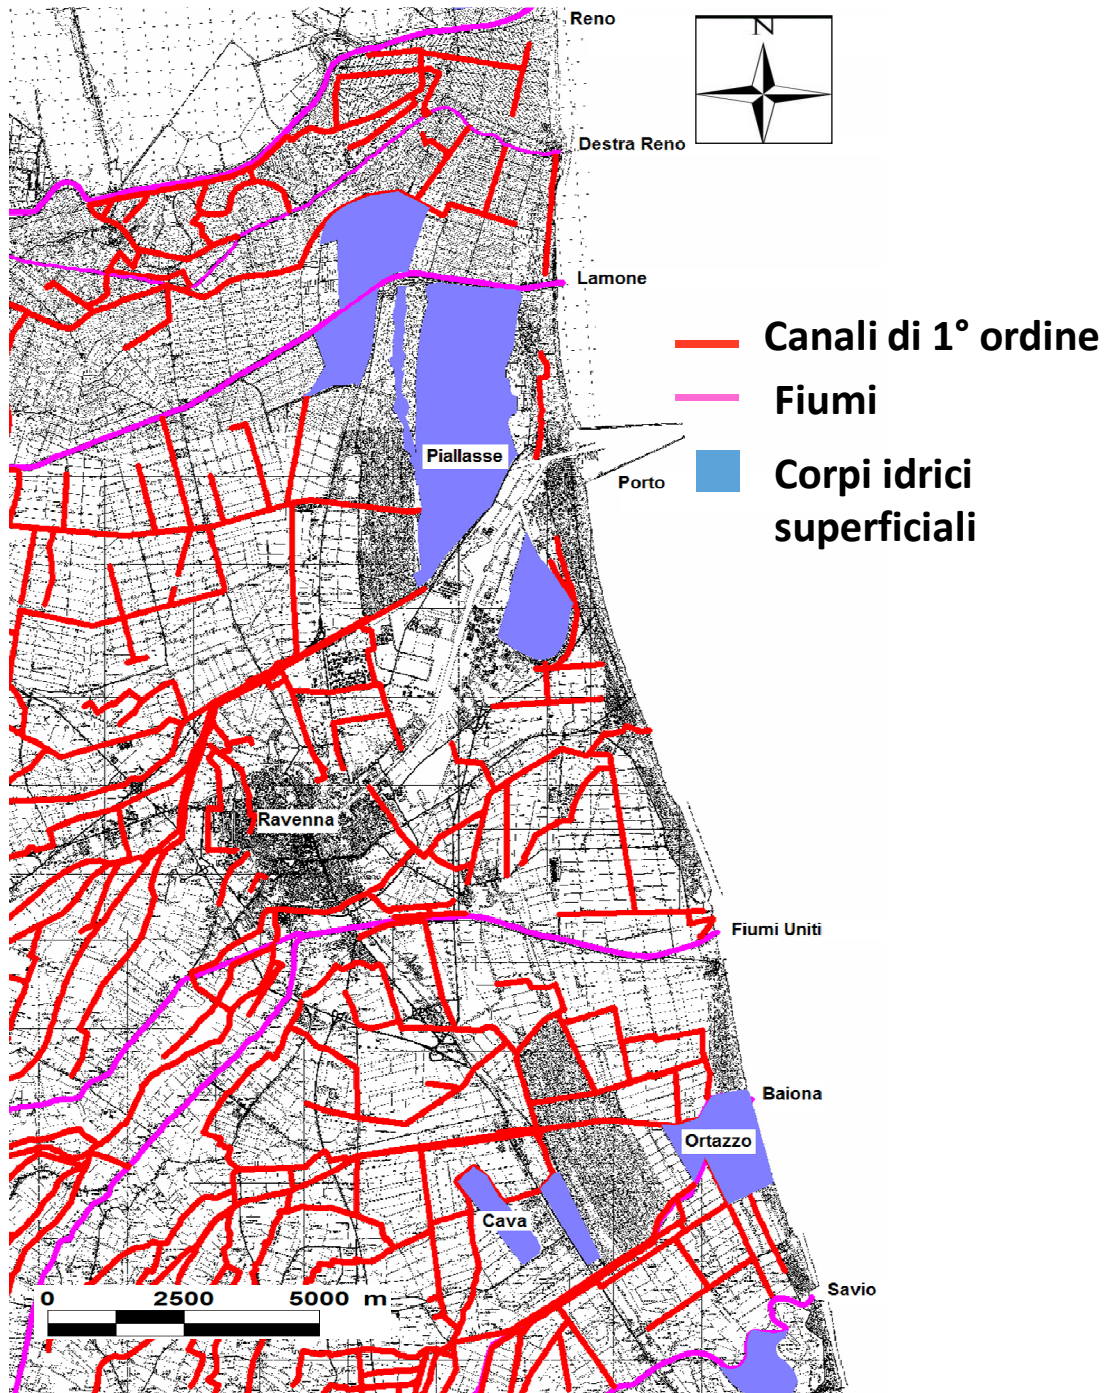 Reno
N
Destra Reno
Lamone
Canali di 1° ordine
Fiumi
Piallasse
Corpi idrici
superficiali
Porto
Ravenna
Fiumi Uniti
Baiona
Ortazzo
Cava
Savio
0 2500 5000 m